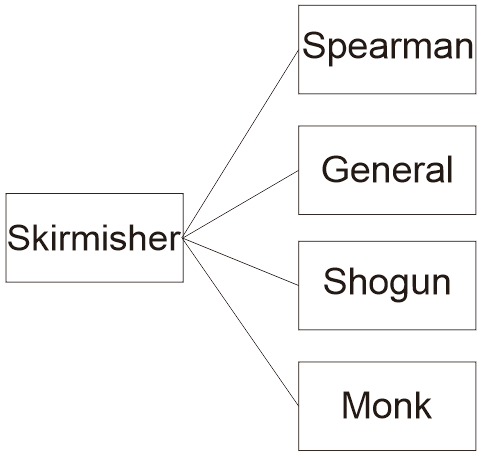 Skirmisher
Spearman
General
Shogun
Monk